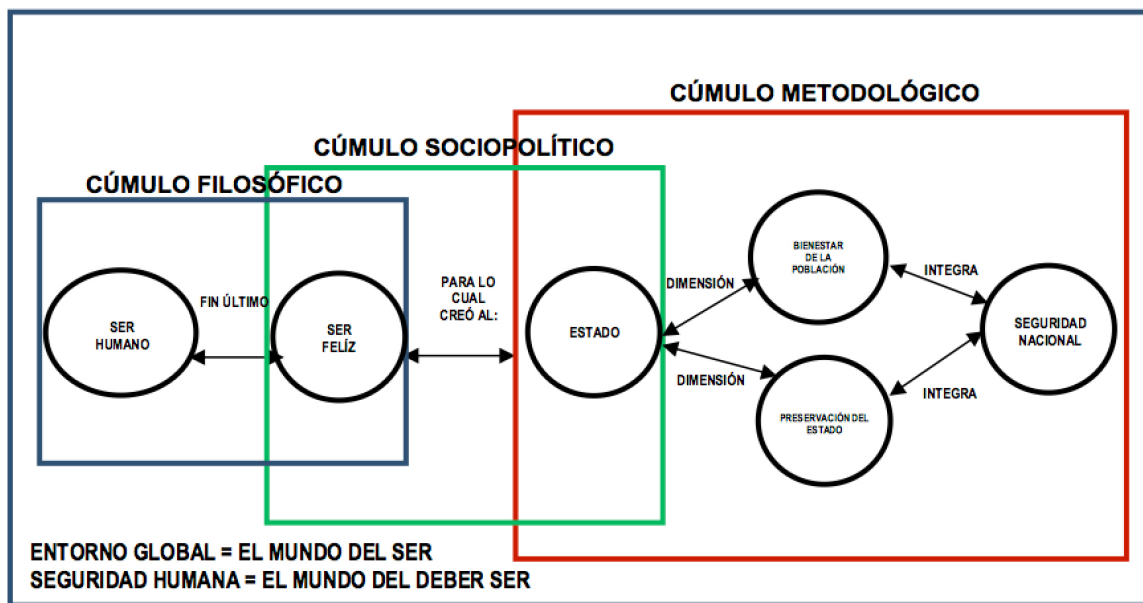 CÚMULO METODOLÓGICO
CÚMULO SOCIOPOLÍTICO
CÚMULO FILOSÓFICO
SER
HUMANO
FIN ÚLTIMO
SER
FELÍZ
PARA LO
CUAL
CREÓ AL:
ESTADO
DIMENSIÓN
DIMENSIÓN
BIENESTAR
DE LA
POBLACIÓN
PRESERVACIÓN DEL
ESTADO
INTEGRA
INTEGRA
SEGURIDAD
NACIONAL
ENTORNO GLOBAL = EL MUNDO DEL SER
SEGURIDAD HUMANA = EL MUNDO DEL DEBER SER